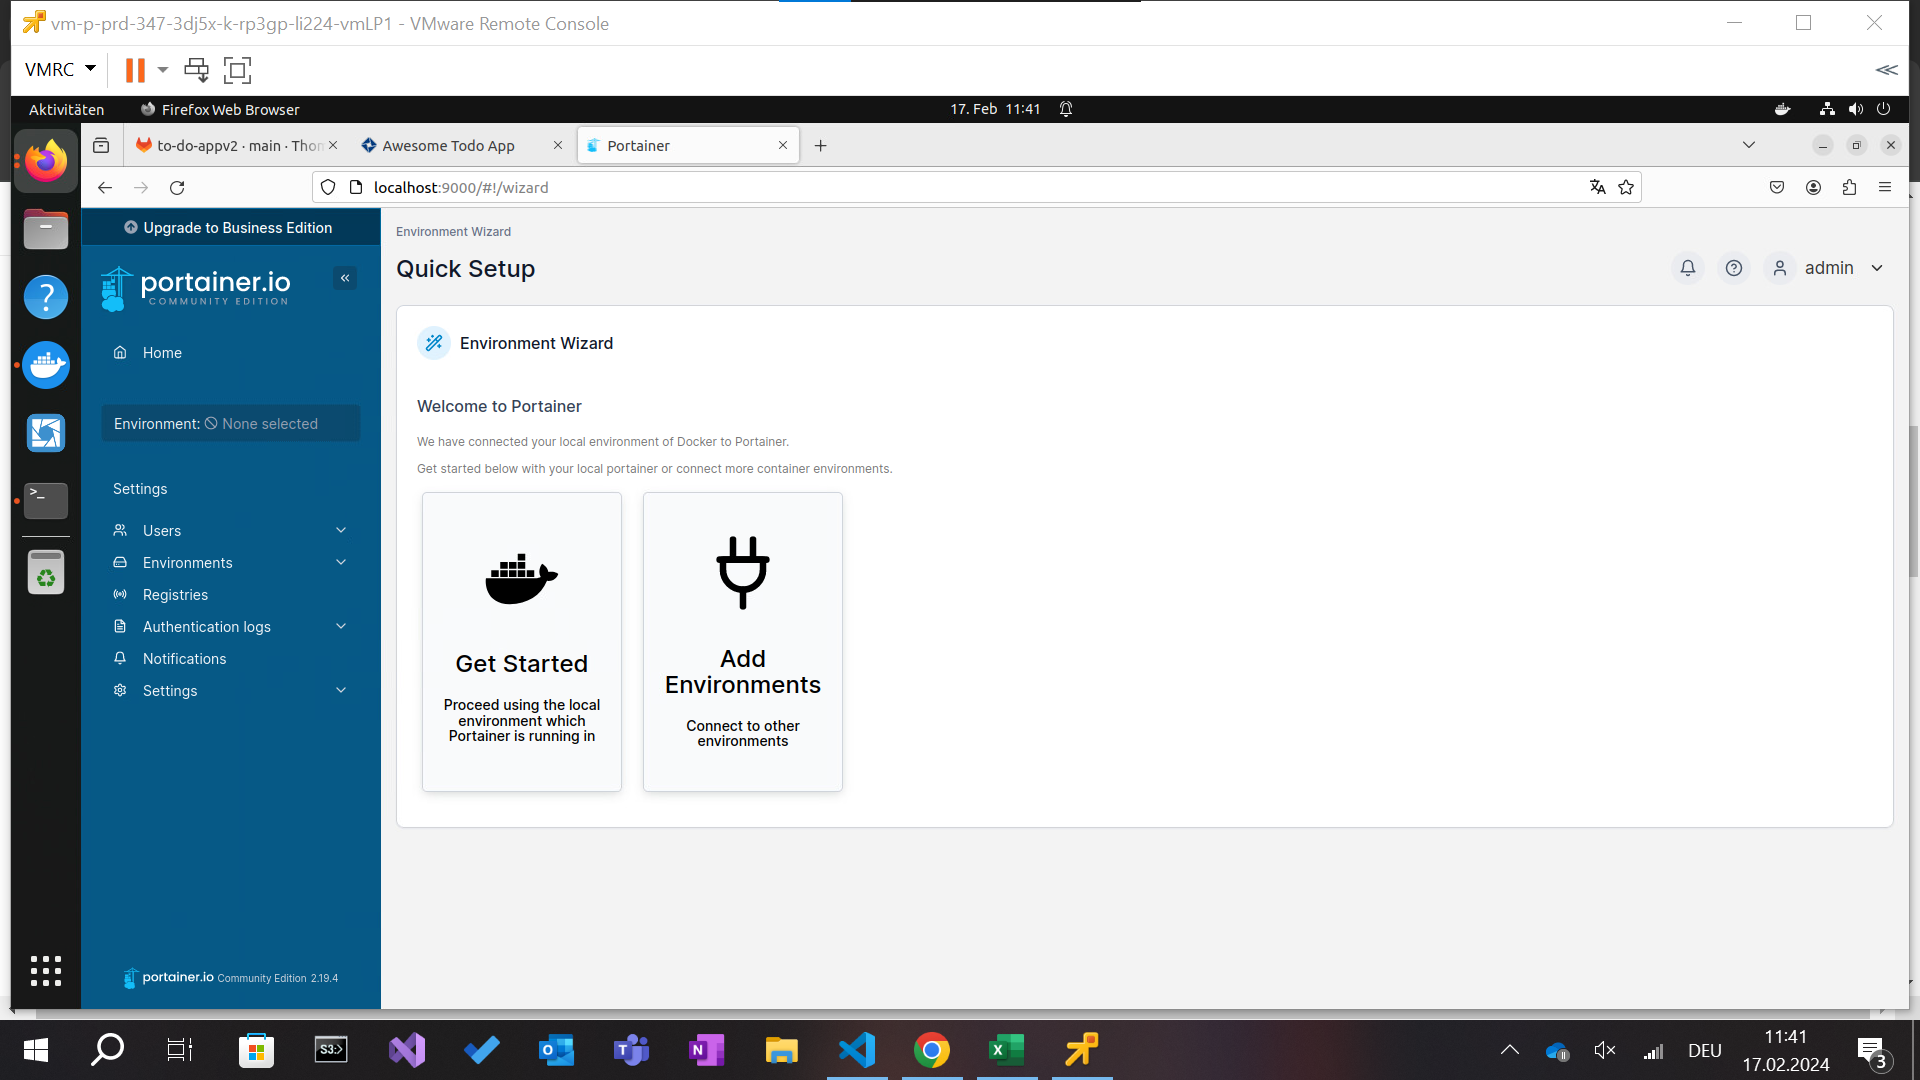 vm-p-prd-347-3dj5x-k-rp3gp-li224-vmLP1 - VMware Remote Console
VMRC
Aktivitäten
Firefox Web Browser
17. Feb 11:41
to-do-appv2 · main · Thon
Awesome Todo App
Portainer
localhost:9000/#!/wizard
Upgrade to Business Edition
portainer.io
COMMUNITY EDITION
Home
Environment: None selected
Settings
Users
Environments
Registries
Authentication logs
Notifications
Settings
portainer.io Community Edition 2.19.4
Environment Wizard
Quick Setup
admin
Environment Wizard
Welcome to Portainer
We have connected your local environment of Docker to Portainer.
Get started below with your local portainer or connect more container environments.
Get Started
Proceed using the local
environment which
Portainer is running in
Add
Environments
Connect to other
environments
DEU
11:41
17.02.2024
3